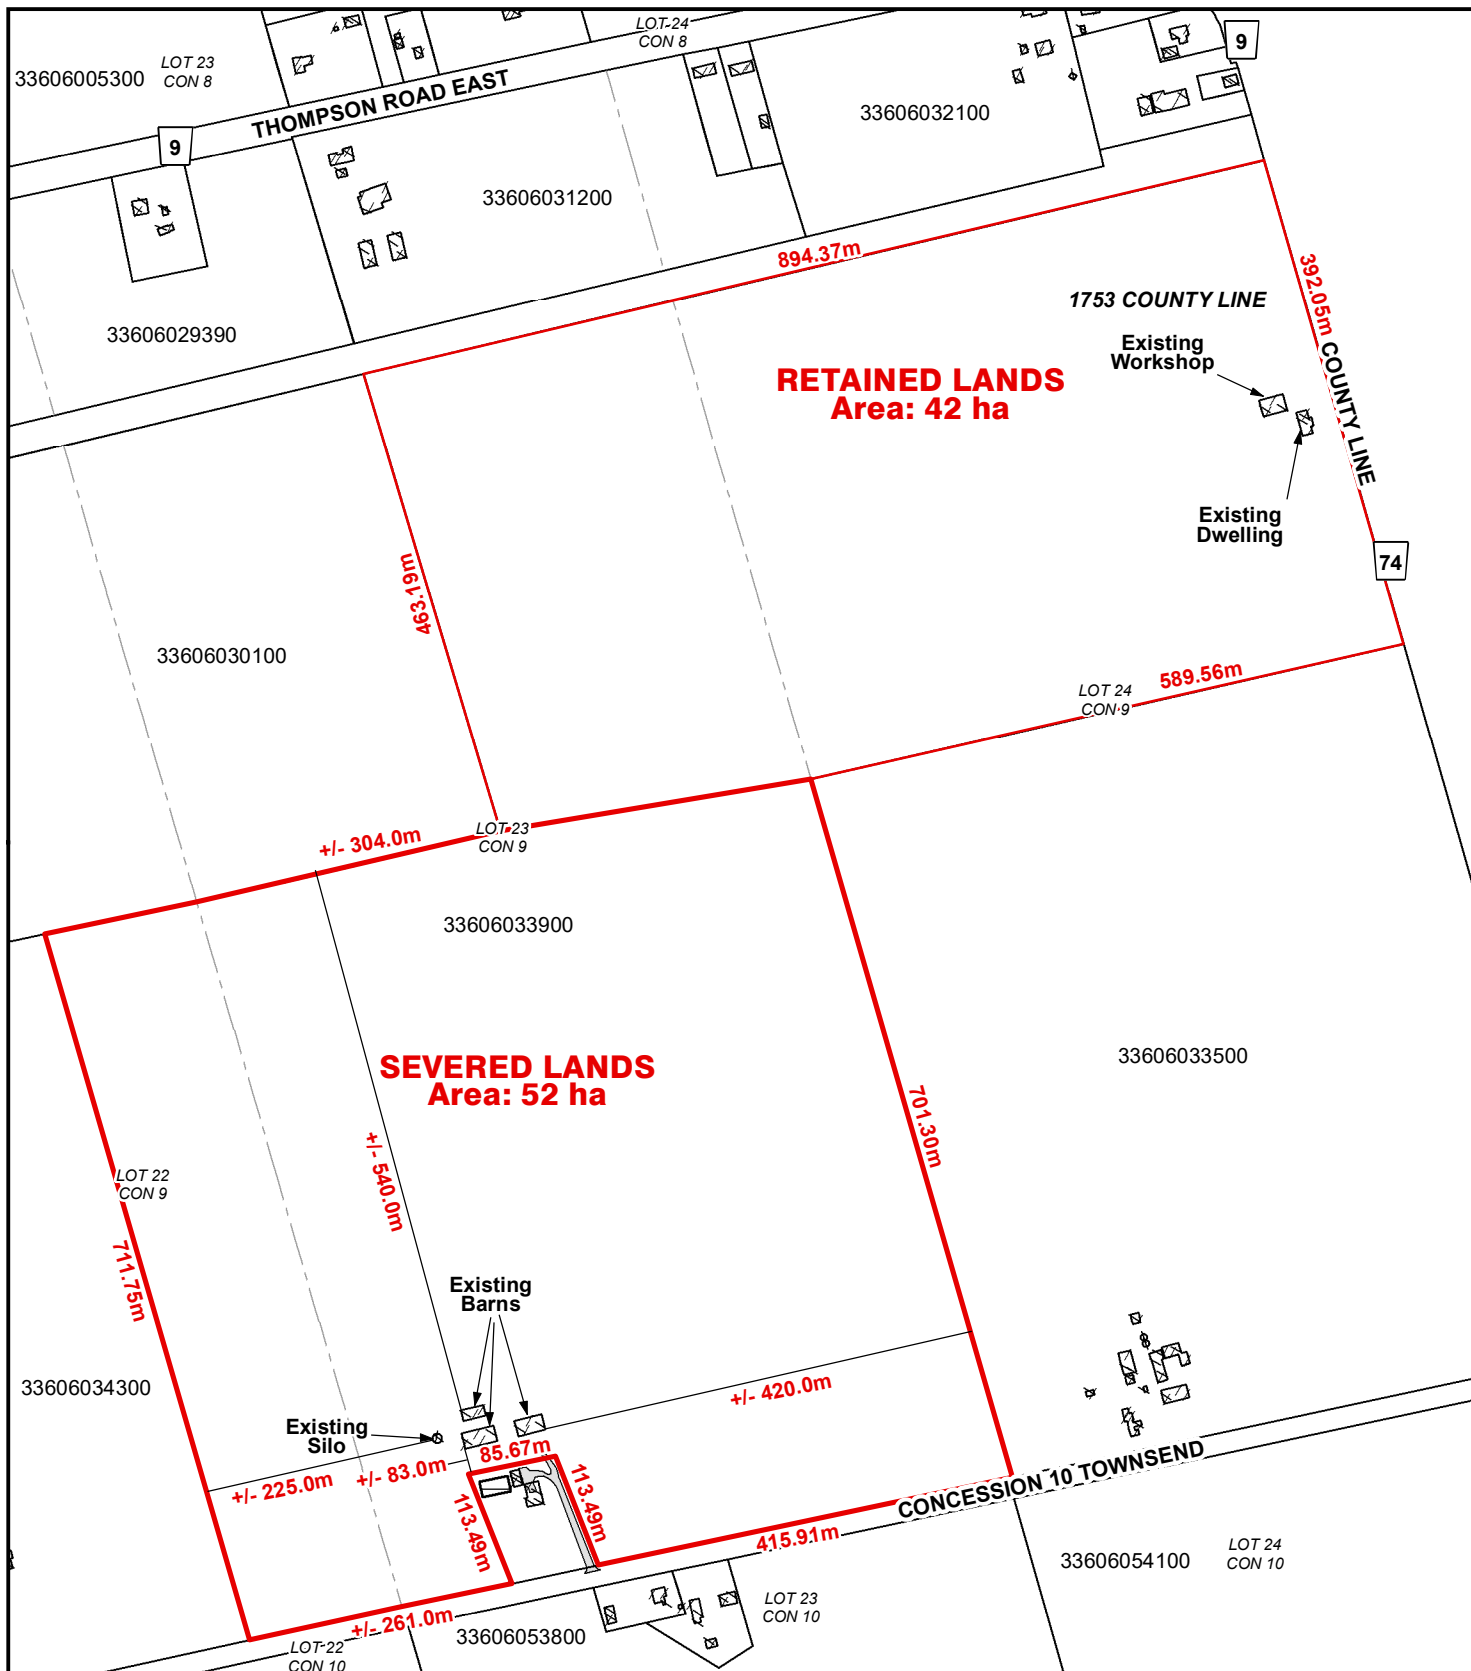 LOT 24
CON 8
9
LOT 23
CON 8
33606005300
THOMPSON ROAD EAST
9
33606032100
33606031200
894.37m
392.05m
1753 COUNTY LINE
33606029390
Existing
Workshop
COUNTY LINE
RETAINED LANDS
Area: 42 ha
Existing
Dwelling
74
463.19m
33606030100
589.56m
LOT 24
CON 9
+/- 304.0m
LOT 23
CON 9
33606033900
SEVERED LANDS
Area: 52 ha
33606033500
701.30m
+/- 540.0m
LOT 22
CON 9
711.75m
Existing
Barns
33606034300
+/- 420.0m
Existing
Silo
85.67m
+/- 225.0m
+/- 83.0m
113.49m
113.49m
CONCESSION 10 TOWNSEND
415.91m
33606054100
LOT 24
CON 10
LOT 23
CON 10
+/- 261.0m
33606053800
LOT 22
CON 10